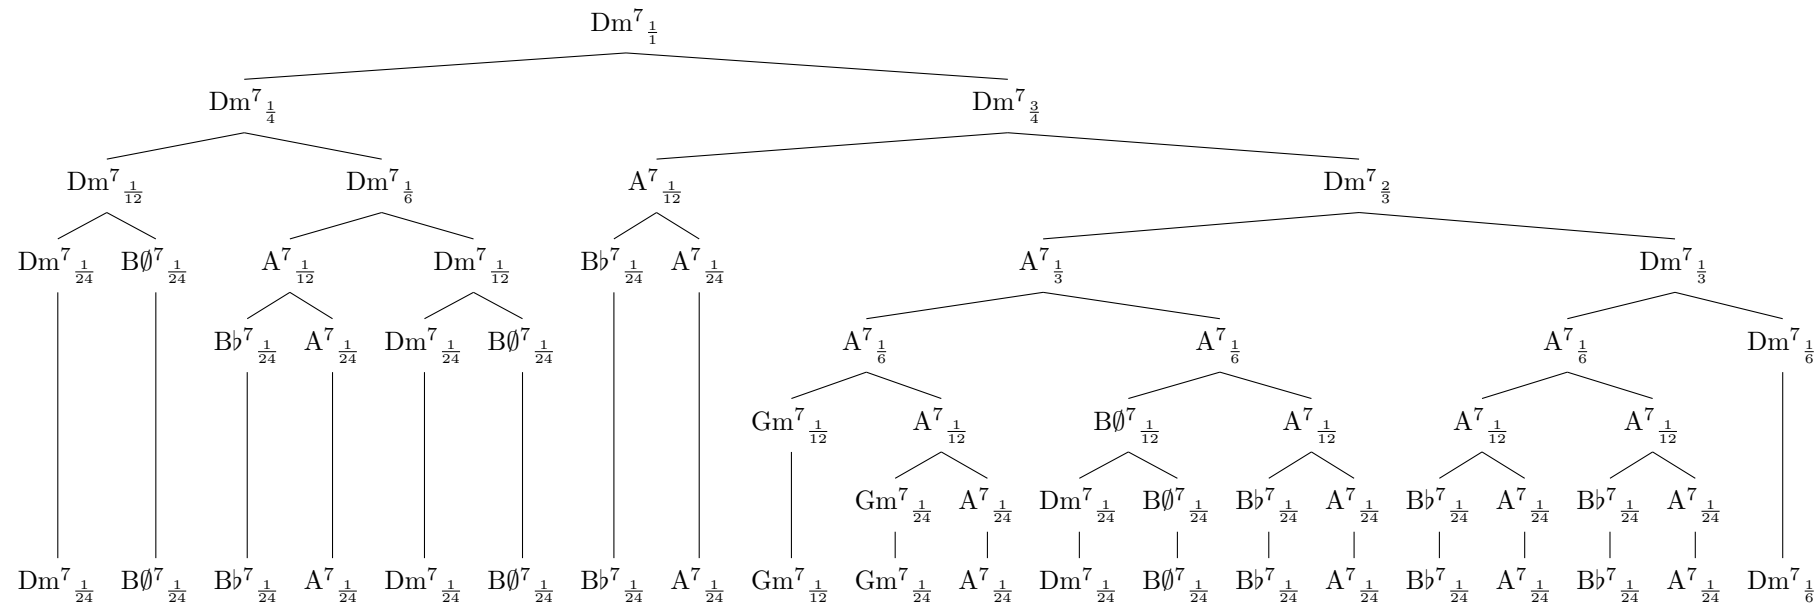 Dm⁷ 1/1
Dm⁷ 1/4 Dm⁷ 3/4
Dm⁷ 1/12 Dm⁷ 1/6 A⁷ 1/12 Dm⁷ 2/3
Dm⁷ 1/24 B∅⁷ 1/24 A⁷ 1/12 Dm⁷ 1/12 B♭⁷ 1/24 A⁷ 1/24 A⁷ 1/3 Dm⁷ 1/3
B♭⁷ 1/24 A⁷ 1/24 Dm⁷ 1/24 B∅⁷ 1/24 A⁷ 1/6 A⁷ 1/6 A⁷ 1/6 Dm⁷ 1/6
Gm⁷ 1/12 A⁷ 1/12 B∅⁷ 1/12 A⁷ 1/12 A⁷ 1/12 A⁷ 1/12
Gm⁷ 1/24 A⁷ 1/24 Dm⁷ 1/24 B∅⁷ 1/24 B♭⁷ 1/24 A⁷ 1/24 B♭⁷ 1/24 A⁷ 1/24 B♭⁷ 1/24 A⁷ 1/24
Dm⁷ 1/24 B∅⁷ 1/24 B♭⁷ 1/24 A⁷ 1/24 Dm⁷ 1/24 B∅⁷ 1/24 B♭⁷ 1/24 A⁷ 1/24 Gm⁷ 1/12 Gm⁷ 1/24 A⁷ 1/24 Dm⁷ 1/24 B∅⁷ 1/24 B♭⁷ 1/24 A⁷ 1/24 B♭⁷ 1/24 A⁷ 1/24 B♭⁷ 1/24 A⁷ 1/24 Dm⁷ 1/6